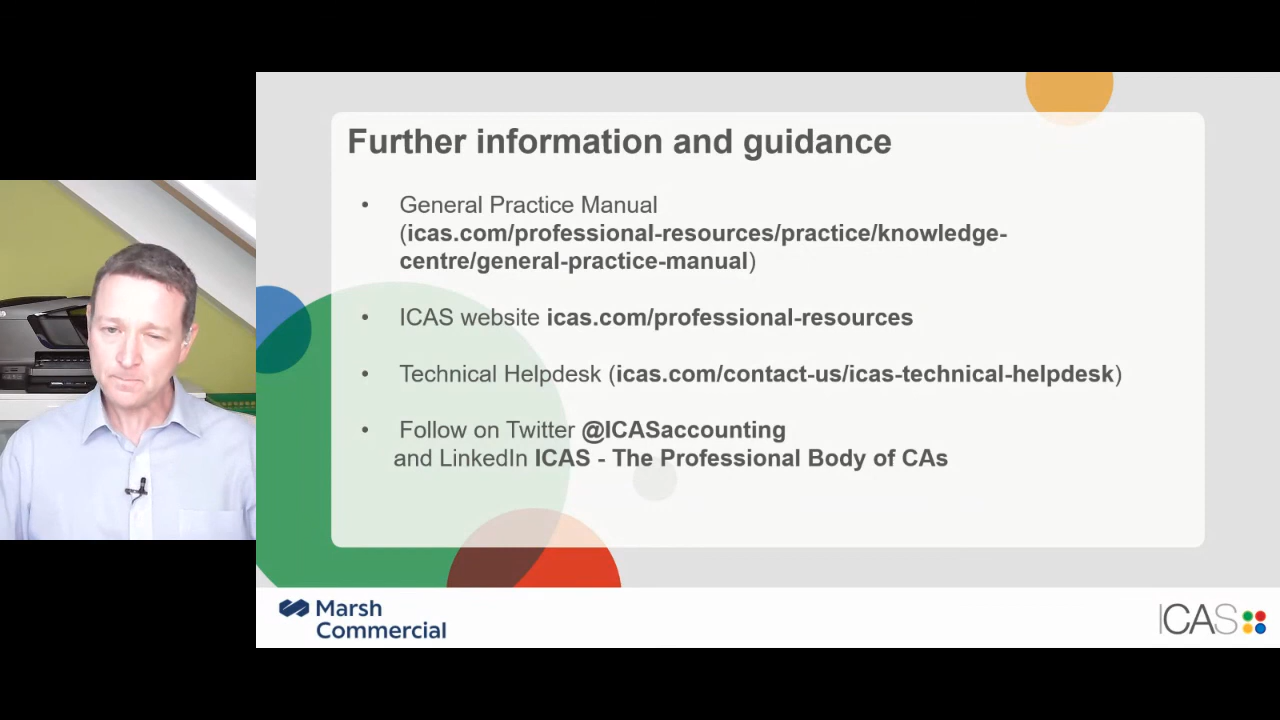 Further information and guidance
• General Practice Manual
(icas.com/professional-resources/practice/knowledge-
centre/general-practice-manual)
• ICAS website icas.com/professional-resources
• Technical Helpdesk (icas.com/contact-us/icas-technical-helpdesk)
• Follow on Twitter @ICASaccounting
and LinkedIn ICAS - The Professional Body of CAs
Marsh
Commercial
ICAS